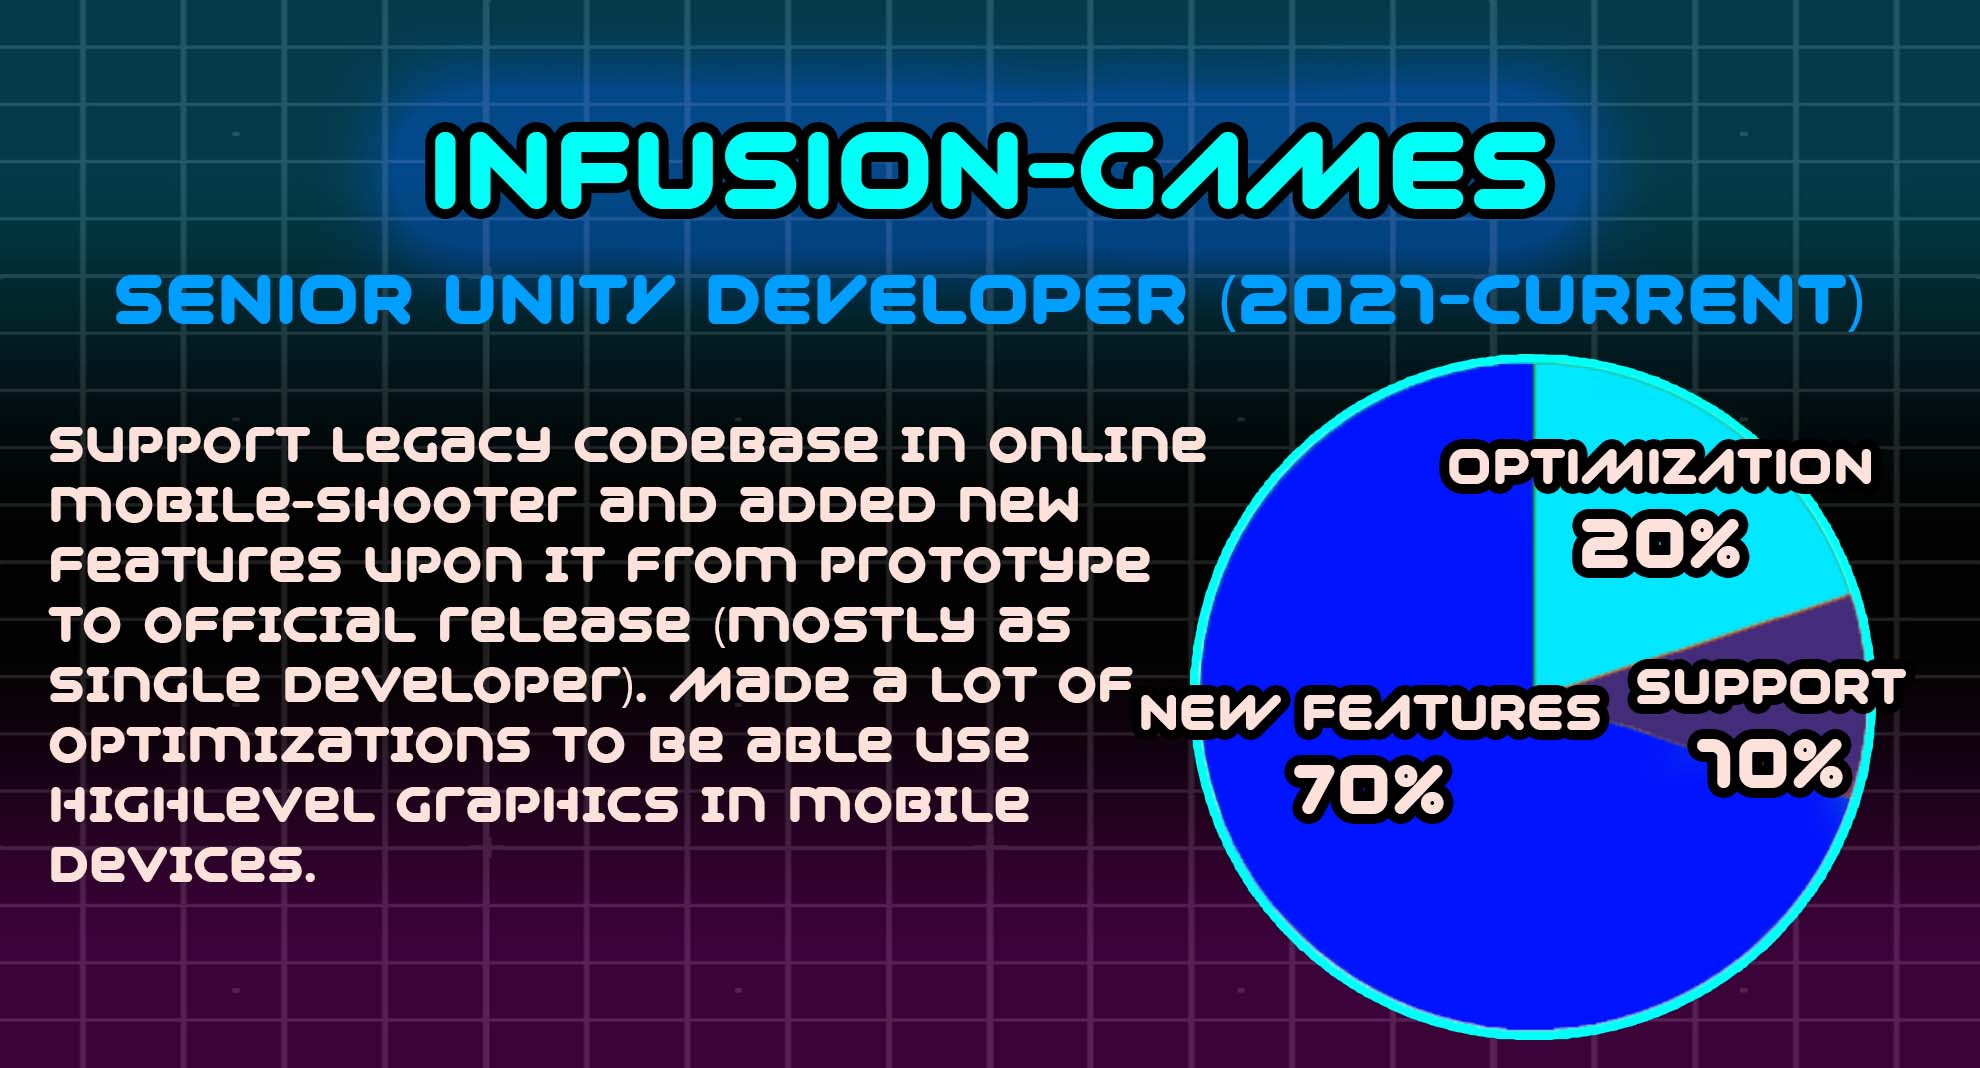 INFUSION-GAMES
SENIOR UNITY DEVELOPER (2021-CURRENT)
Support legacy codebase in online
mobile-shooter and added new
features upon it from prototype
to official release (mostly as
single developer). Made a lot of
optimizations to be able use
highlevel graphics in mobile
devices.
OPTIMIZATION
20%
SUPPORT
10%
NEW FEATURES
70%